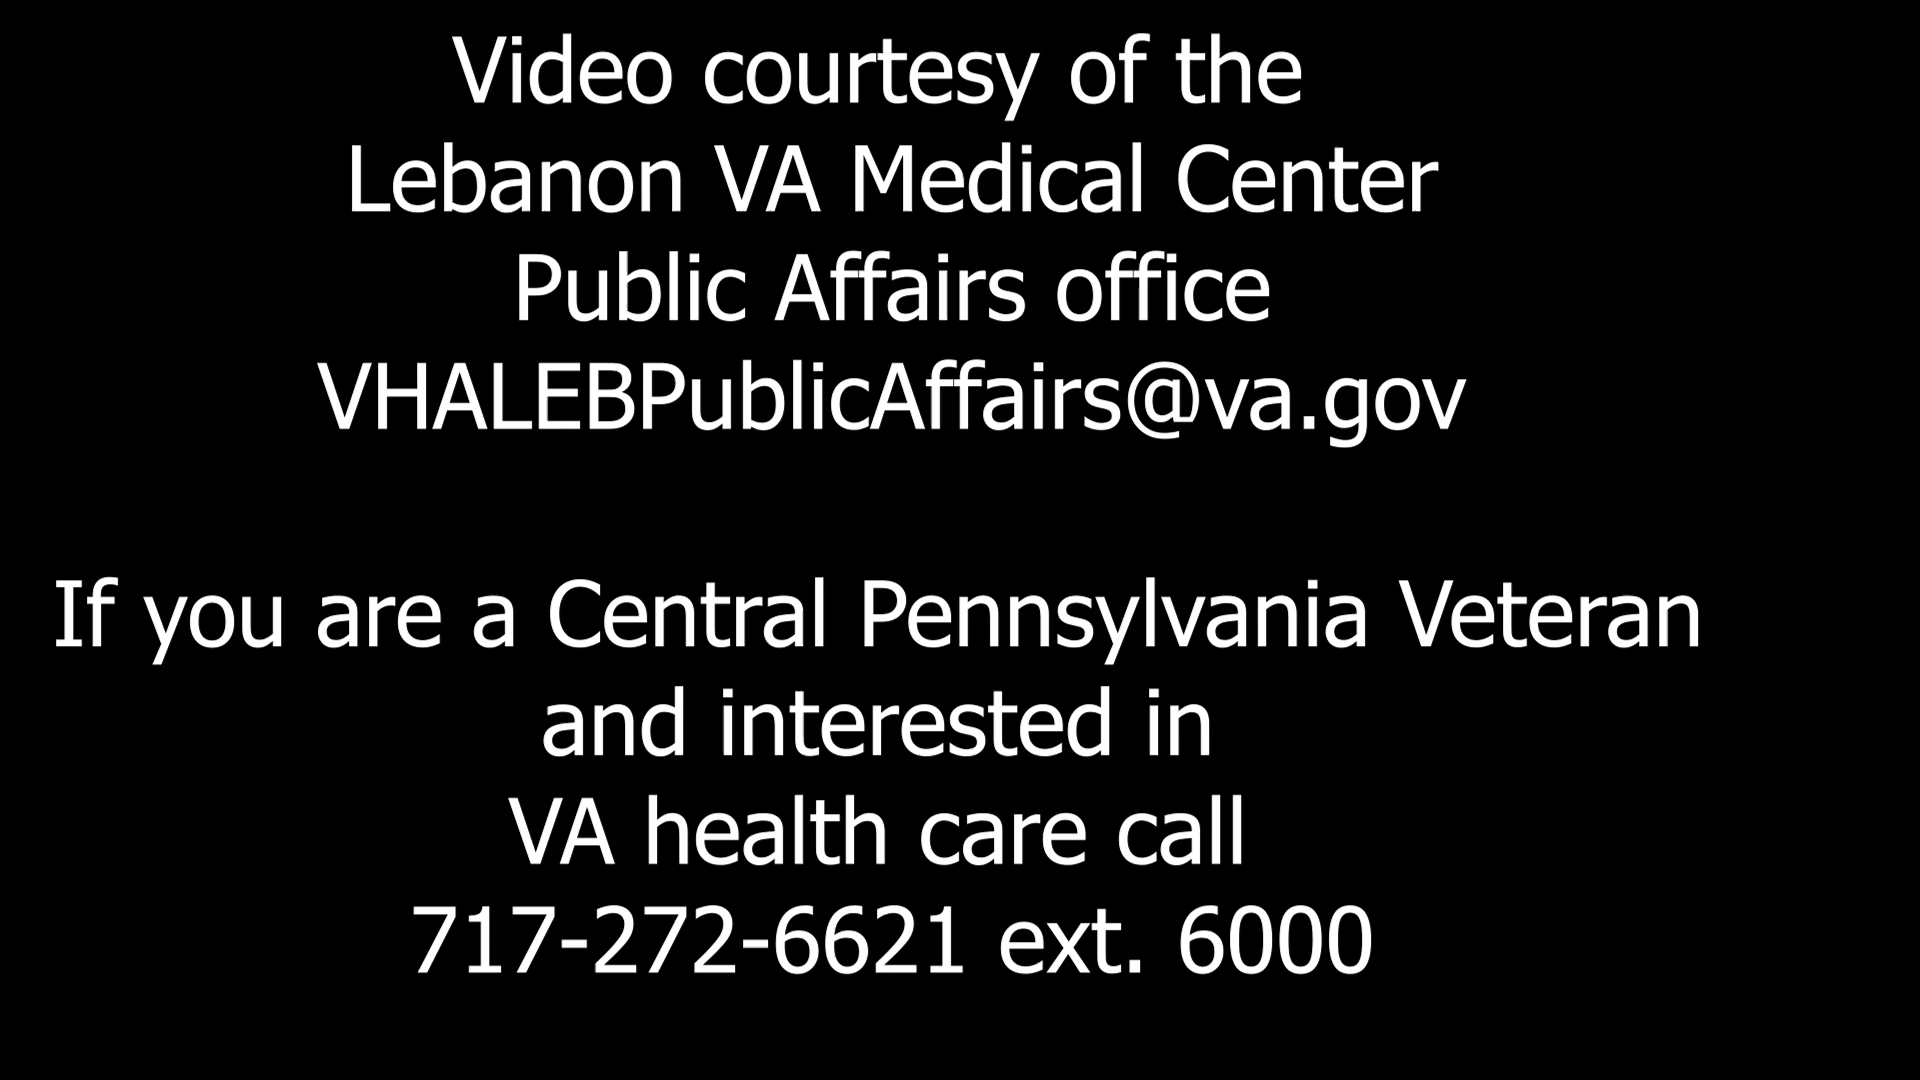 Video courtesy of the
Lebanon VA Medical Center
Public Affairs office
VHALEBPublicAffairs@va.gov
If you are a Central Pennsylvania Veteran
and interested in
VA health care call
717-272-6621 ext. 6000